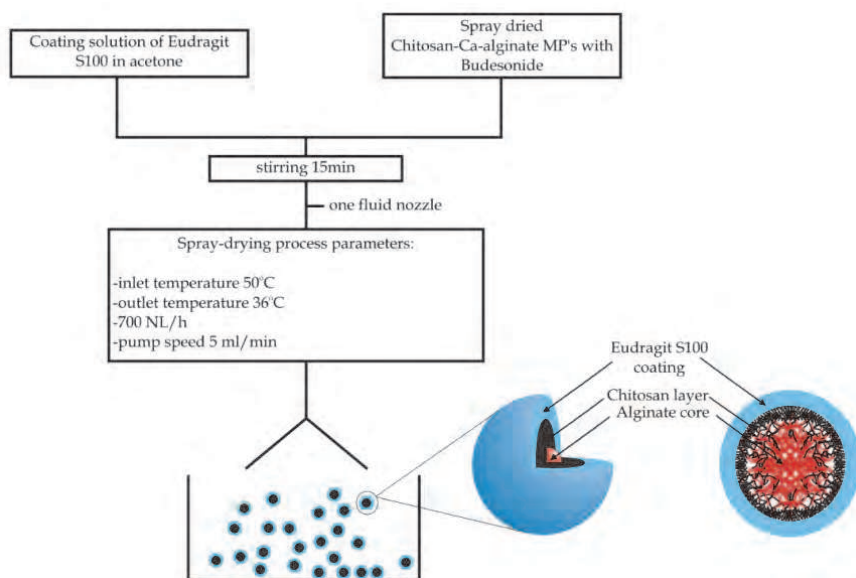 Coating solution of Eudragit
S100 in acetone
Spray dried
Chitosan-Ca-alginate MP's with
Budesonide
stirring 15min
one fluid nozzle
Spray-drying process parameters:
-inlet temperature 50°C
-outlet temperature 36°C
-700 NL/h
-pump speed 5 ml/min
Eudragit S100
coating
Chitosan layer
Alginate core